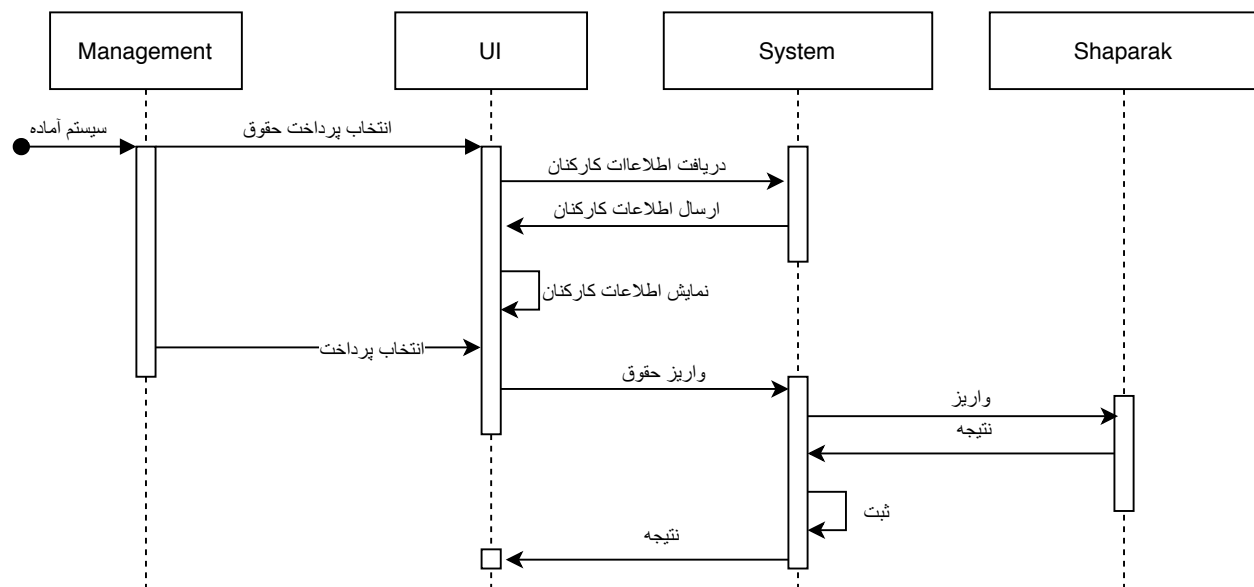 Management
UI
System
Shaparak
سیستم آماده
انتخاب پرداخت حقوق
دریافت اطلاعاات کارکنان
ارسال اطلاعات کارکنان
نمایش اطلاعات کارکنان
انتخاب پرداخت
واریز حقوق
واریز
نتیجه
ثبت
نتیجه